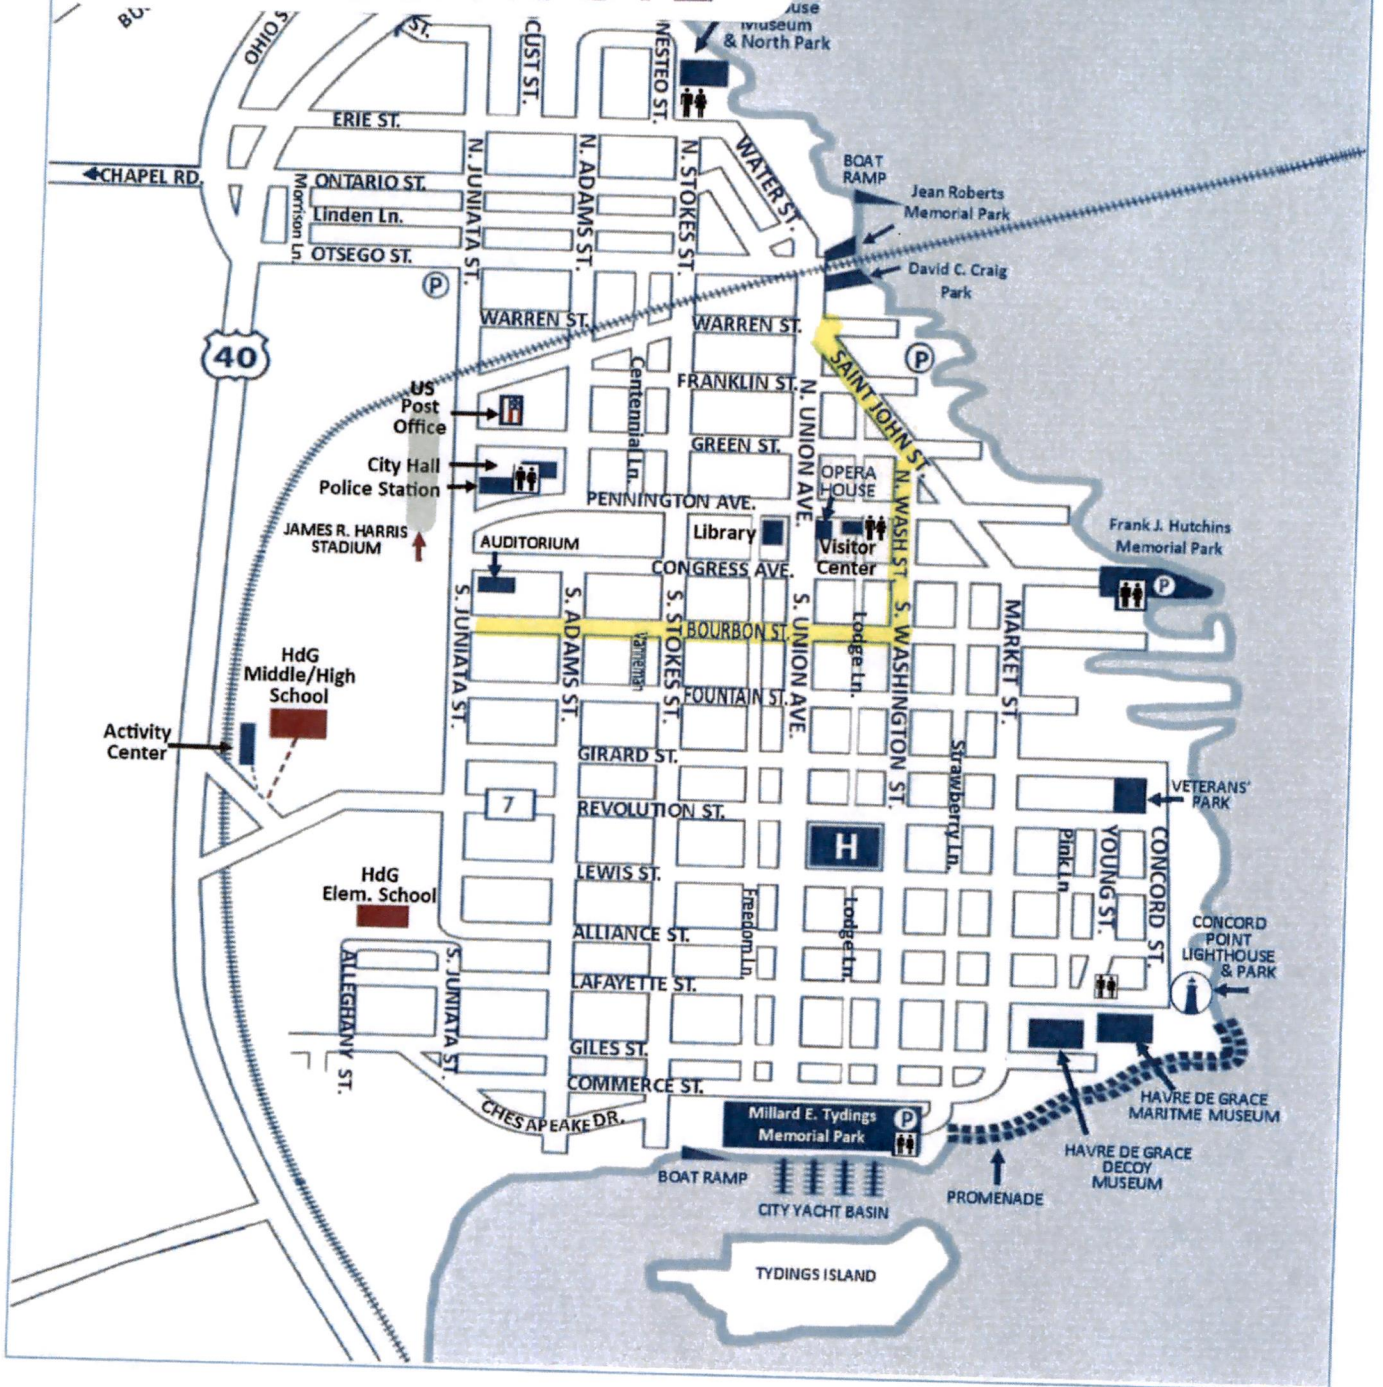 OHIO S
ST.
CUST ST.
NESTEO ST.
ouse
Museum
& North Park
ERIE ST.
N. JUNIATA ST.
N. ADAMS ST.
N. STOKES ST.
WATER ST.
BOAT
RAMP
Jean Roberts
Memorial Park
CHAPEL RD.
Morrison Ln.
ONTARIO ST.
Linden Ln.
OTSEGO ST.
David C. Craig
Park
P
WARREN ST.
WARREN ST.
40
P
SAINT JOHN ST.
Centennial Ln.
FRANKLIN ST.
N. UNION AVE.
US
Post
Office
GREEN ST.
City Hall
Police Station
OPERA
HOUSE
N. WASH ST.
PENNINGTON AVE.
JAMES R. HARRIS
STADIUM
AUDITORIUM
Library
Visitor
Center
Frank J. Hutchins
Memorial Park
P
CONGRESS AVE.
S. JUNIATA ST.
S. ADAMS ST.
Vanneman
S. STOKES ST.
BOURBON ST.
S. UNION AVE.
Lodge Ln.
S. WASHINGTON ST.
MARKET ST.
HdG
Middle/High
School
FOUNTAIN ST.
Activity
Center
GIRARD ST.
Strawberry Ln.
VETERANS'
PARK
7
REVOLUTION ST.
H
Pink Ln
YOUNG ST.
CONCORD ST.
HdG
Elem. School
LEWIS ST.
Freedom Ln.
Lodge Ln.
ALLIANCE ST.
CONCORD
POINT
LIGHTHOUSE
& PARK
ALLEGHANY ST.
S. JUNIATA ST.
LAFAYETTE ST.
GILES ST.
COMMERCE ST.
CHESAPEAKE DR.
Millard E. Tydings
Memorial Park
P
HAVRE DE GRACE
MARITME MUSEUM
HAVRE DE GRACE
DECOY
MUSEUM
BOAT RAMP
CITY YACHT BASIN
PROMENADE
TYDINGS ISLAND